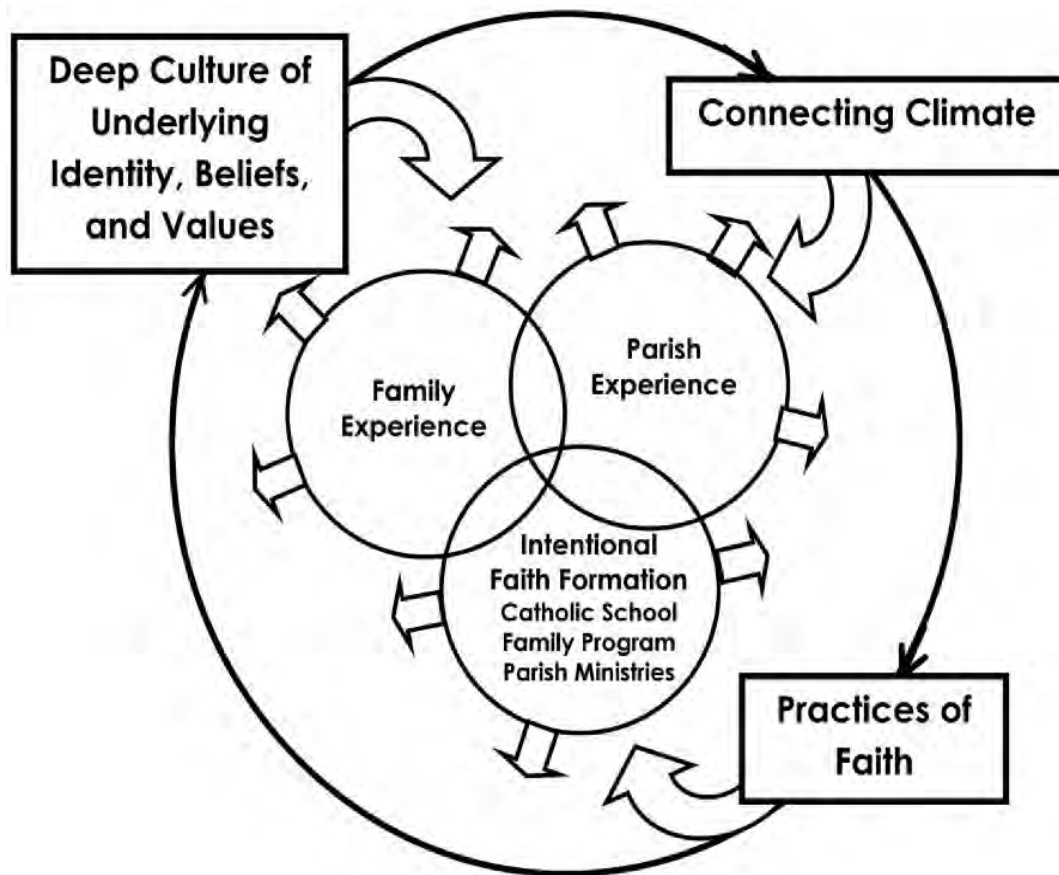 Deep Culture of
Underlying
Identity, Beliefs,
and Values
Connecting Climate
Family
Experience
Parish
Experience
Intentional
Faith Formation
Catholic School
Family Program
Parish Ministries
Practices of
Faith